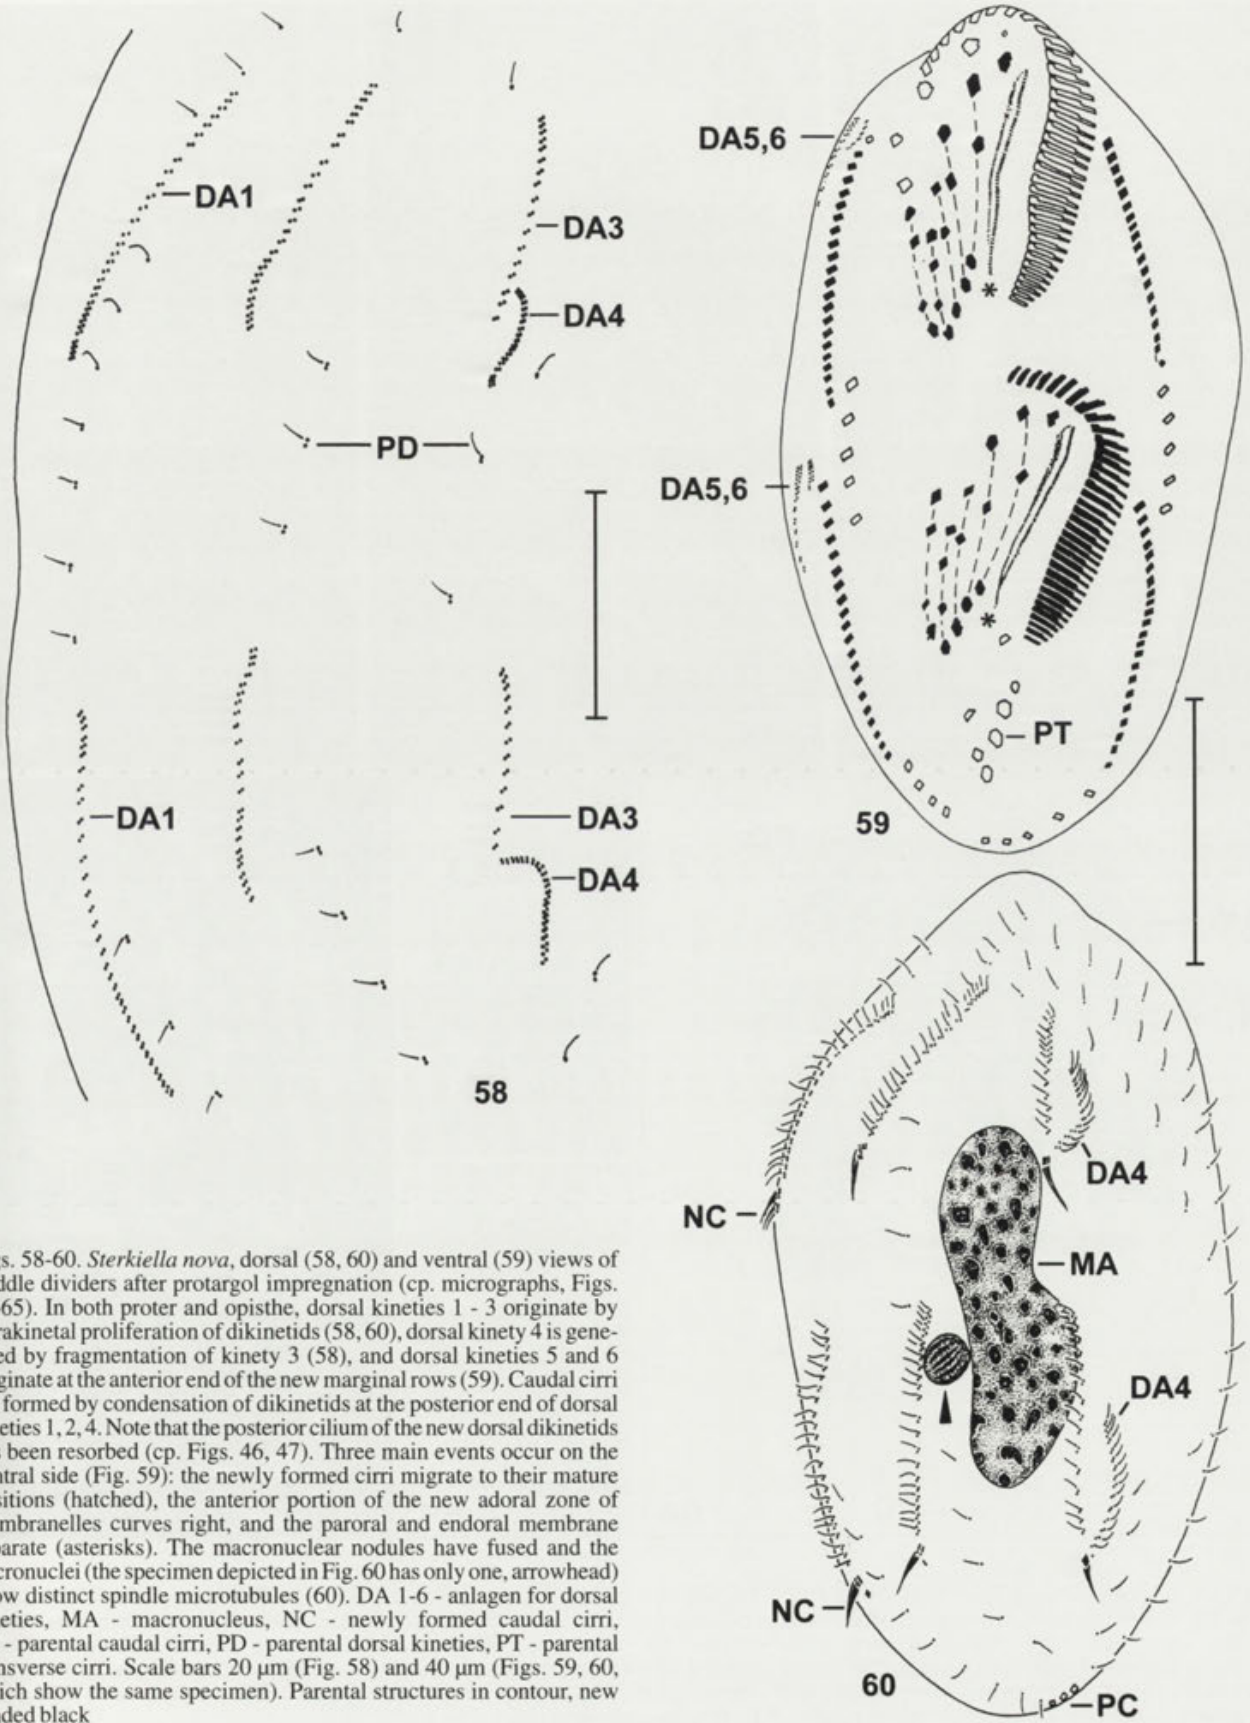 DA1
DA3
DA4
PD
DA1
DA3
DA4
58
DA5,6
DA5,6
PT
59
DA4
NC
MA
DA4
NC
60
PC
s. 58-60. Sterkiella nova, dorsal (58, 60) and ventral (59) views of
ddle dividers after protargol impregnation (cp. micrographs, Figs.
65). In both proter and opisthe, dorsal kineties 1 - 3 originate by
rakinetal proliferation of dikinetids (58, 60), dorsal kinety 4 is gene-
ed by fragmentation of kinety 3 (58), and dorsal kineties 5 and 6
ginate at the anterior end of the new marginal rows (59). Caudal cirri
formed by condensation of dikinetids at the posterior end of dorsal
eties 1, 2, 4. Note that the posterior cilium of the new dorsal dikinetids
s been resorbed (cp. Figs. 46, 47). Three main events occur on the
ntral side (Fig. 59): the newly formed cirri migrate to their mature
sitions (hatched), the anterior portion of the new adoral zone of
mbranelles curves right, and the paroral and endoral membrane
parate (asterisks). The macronuclear nodules have fused and the
cronuclei (the specimen depicted in Fig. 60 has only one, arrowhead)
ow distinct spindle microtubules (60). DA 1-6 - anlagen for dorsal
eties, MA - macronucleus, NC - newly formed caudal cirri,
- parental caudal cirri, PD - parental dorsal kineties, PT - parental
nsverse cirri. Scale bars 20 µm (Fig. 58) and 40 µm (Figs. 59, 60,
ich show the same specimen). Parental structures in contour, new
ded black